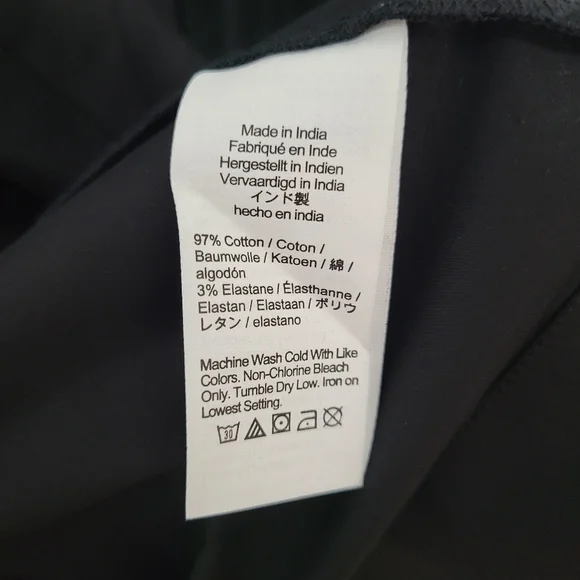 Made in India
Fabriqué en Inde
Hergestellt in Indien
Vervaardigd in India
インド製
hecho en india
97% Cotton / Coton /
Baumwolle / Katoen / 綿 /
algodón
3% Elastane / Élasthanne /
Elastan / Elastaan / ポリウ
レタン / elastano
Machine Wash Cold With Like
Colors. Non-Chlorine Bleach
Only. Tumble Dry Low. Iron on
Lowest Setting.
30